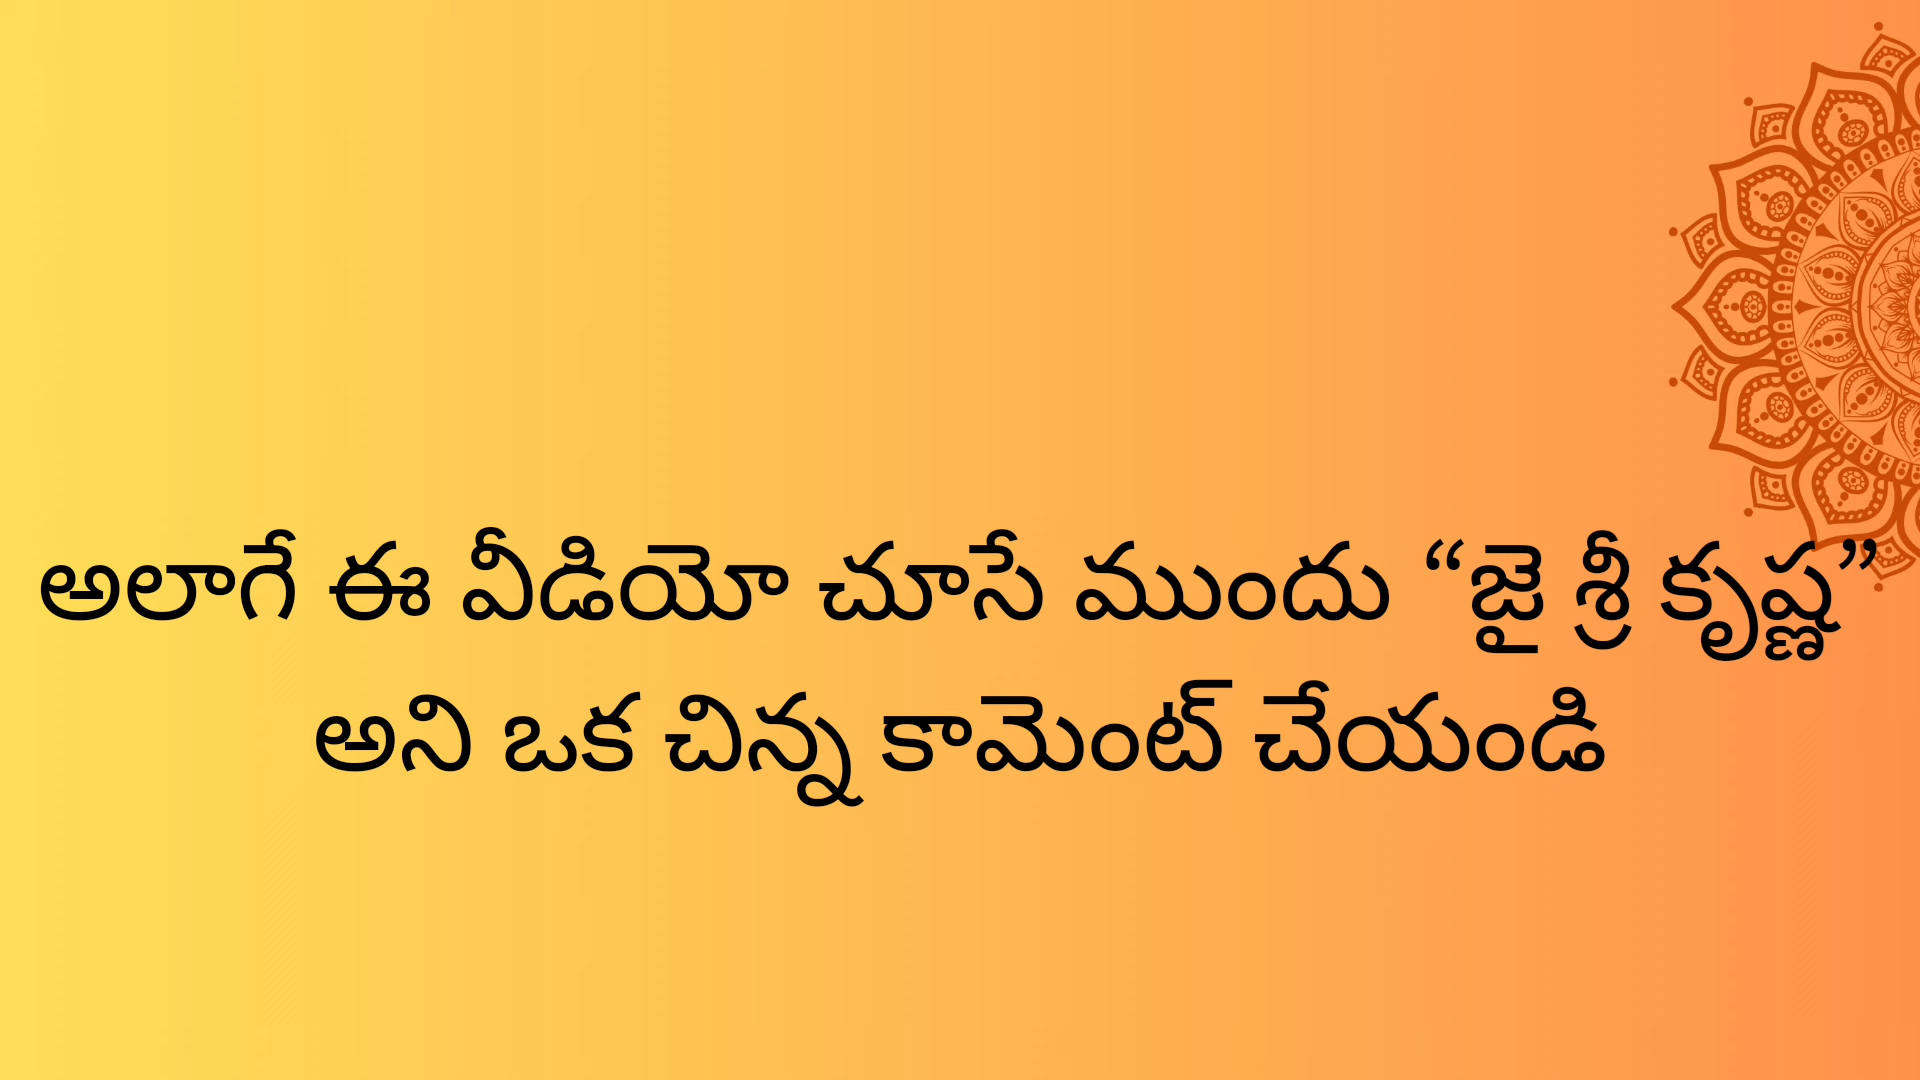 అలాగే ఈ వీడియో చూసే ముందు “జై శ్రీ కృష్ణ”
అని ఒక చిన్న కామెంట్ చేయండి